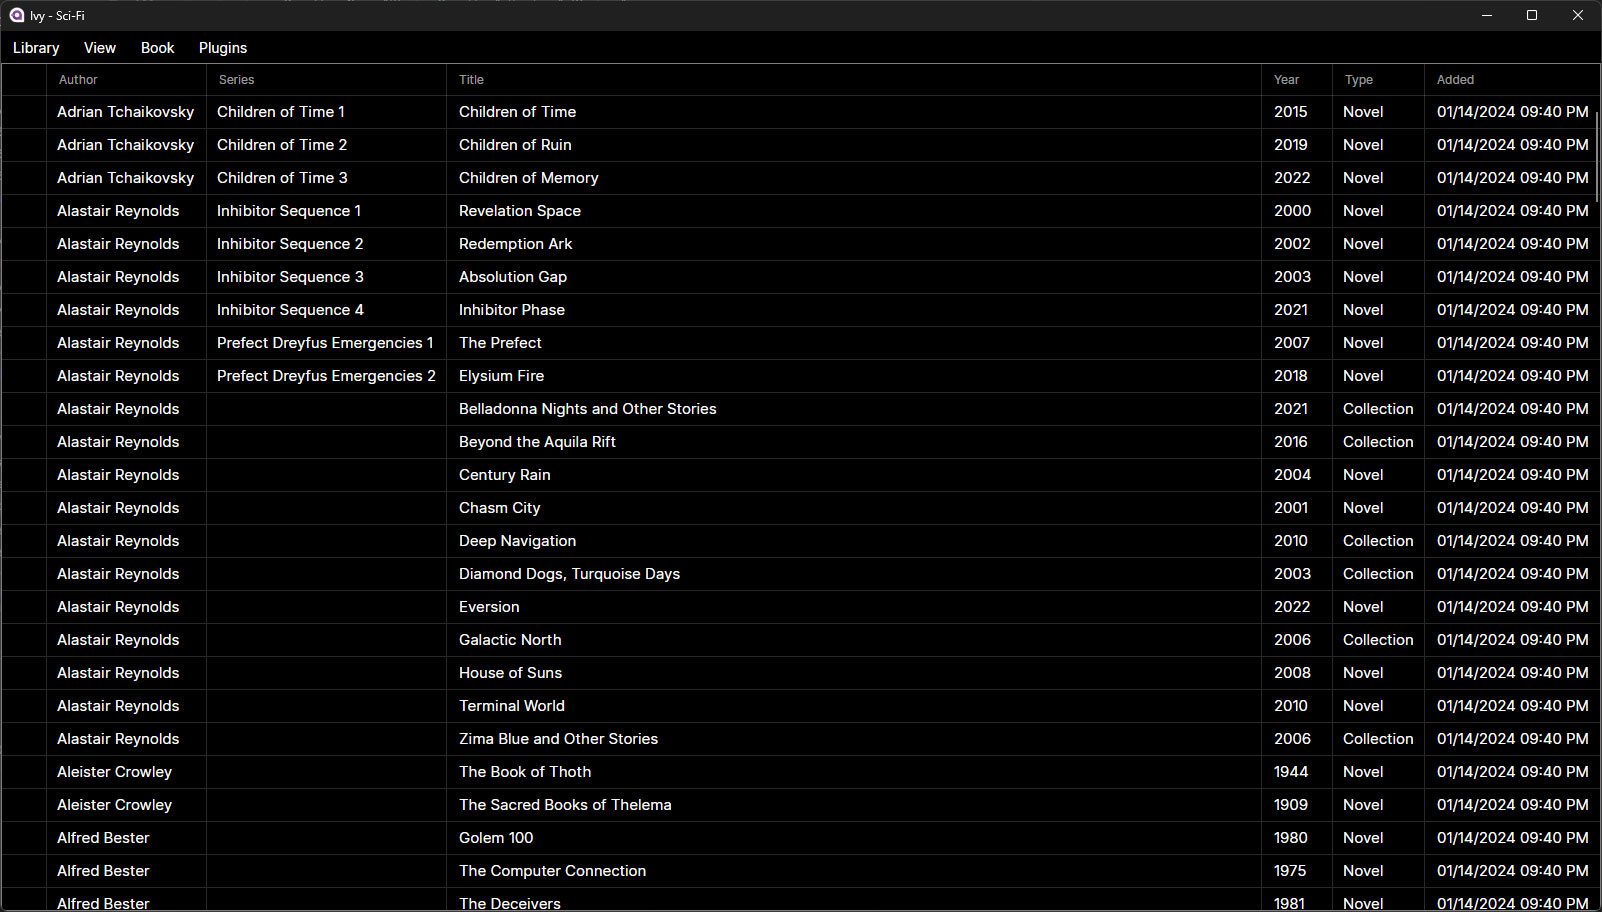 Ivy - Sci-Fi
Library View Book Plugins
Author Series Title Year Type Added
Adrian Tchaikovsky Children of Time 1 Children of Time 2015 Novel 01/14/2024 09:40 PM
Adrian Tchaikovsky Children of Time 2 Children of Ruin 2019 Novel 01/14/2024 09:40 PM
Adrian Tchaikovsky Children of Time 3 Children of Memory 2022 Novel 01/14/2024 09:40 PM
Alastair Reynolds Inhibitor Sequence 1 Revelation Space 2000 Novel 01/14/2024 09:40 PM
Alastair Reynolds Inhibitor Sequence 2 Redemption Ark 2002 Novel 01/14/2024 09:40 PM
Alastair Reynolds Inhibitor Sequence 3 Absolution Gap 2003 Novel 01/14/2024 09:40 PM
Alastair Reynolds Inhibitor Sequence 4 Inhibitor Phase 2021 Novel 01/14/2024 09:40 PM
Alastair Reynolds Prefect Dreyfus Emergencies 1 The Prefect 2007 Novel 01/14/2024 09:40 PM
Alastair Reynolds Prefect Dreyfus Emergencies 2 Elysium Fire 2018 Novel 01/14/2024 09:40 PM
Alastair Reynolds Belladonna Nights and Other Stories 2021 Collection 01/14/2024 09:40 PM
Alastair Reynolds Beyond the Aquila Rift 2016 Collection 01/14/2024 09:40 PM
Alastair Reynolds Century Rain 2004 Novel 01/14/2024 09:40 PM
Alastair Reynolds Chasm City 2001 Novel 01/14/2024 09:40 PM
Alastair Reynolds Deep Navigation 2010 Collection 01/14/2024 09:40 PM
Alastair Reynolds Diamond Dogs, Turquoise Days 2003 Collection 01/14/2024 09:40 PM
Alastair Reynolds Eversion 2022 Novel 01/14/2024 09:40 PM
Alastair Reynolds Galactic North 2006 Collection 01/14/2024 09:40 PM
Alastair Reynolds House of Suns 2008 Novel 01/14/2024 09:40 PM
Alastair Reynolds Terminal World 2010 Novel 01/14/2024 09:40 PM
Alastair Reynolds Zima Blue and Other Stories 2006 Collection 01/14/2024 09:40 PM
Aleister Crowley The Book of Thoth 1944 Novel 01/14/2024 09:40 PM
Aleister Crowley The Sacred Books of Thelema 1909 Novel 01/14/2024 09:40 PM
Alfred Bester Golem 100 1980 Novel 01/14/2024 09:40 PM
Alfred Bester The Computer Connection 1975 Novel 01/14/2024 09:40 PM
Alfred Bester The Deceivers 1981 Novel 01/14/2024 09:40 PM